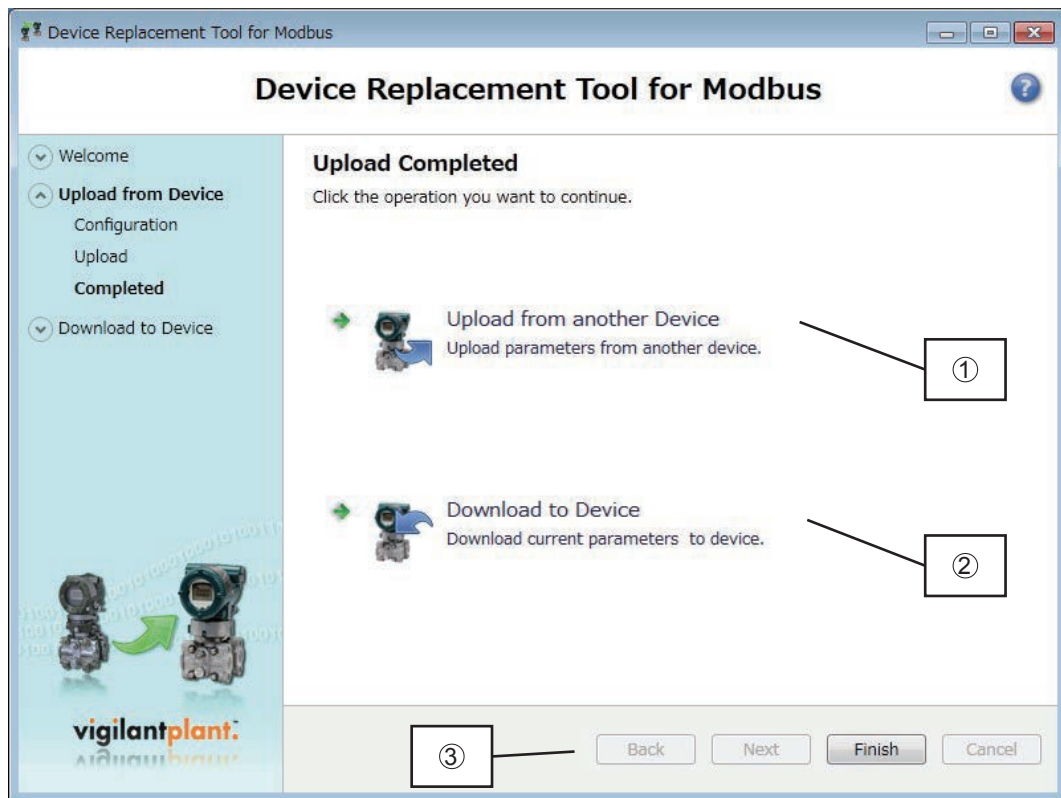 Device Replacement Tool for Modbus
Device Replacement Tool for Modbus
?
Welcome
Upload from Device
Configuration
Upload
Completed
Download to Device
Upload Completed
Click the operation you want to continue.
Upload from another Device
Upload parameters from another device.
①
Download to Device
Download current parameters to device.
②
vigilantplant.™
③
Back
Next
Finish
Cancel